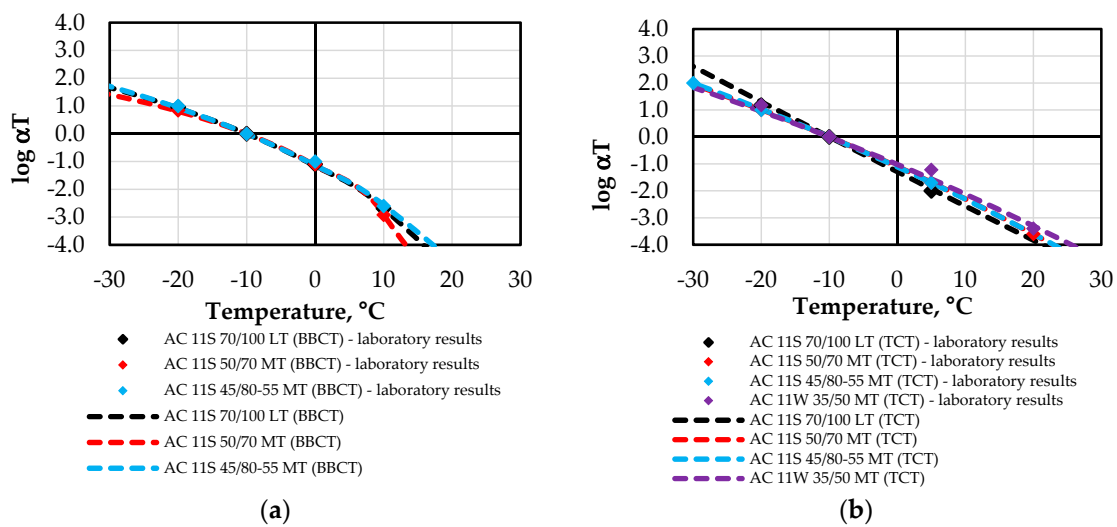 4.0
3.0
2.0
1.0
0.0
-1.0
-2.0
-3.0
-4.0
log αT
-30 -20 -10 0 10 20 30
Temperature, °C
AC 11S 70/100 LT (BBCT) - laboratory results
AC 11S 50/70 MT (BBCT) - laboratory results
AC 11S 45/80-55 MT (BBCT) - laboratory results
AC 11S 70/100 LT (BBCT)
AC 11S 50/70 MT (BBCT)
AC 11S 45/80-55 MT (BBCT)
(a)
4.0
3.0
2.0
1.0
0.0
-1.0
-2.0
-3.0
-4.0
log αT
-30 -20 -10 0 10 20 30
Temperature, °C
AC 11S 70/100 LT (TCT) - laboratory results
AC 11S 50/70 MT (TCT) - laboratory results
AC 11S 45/80-55 MT (TCT) - laboratory results
AC 11W 35/50 MT (TCT) - laboratory results
AC 11S 70/100 LT (TCT)
AC 11S 50/70 MT (TCT)
AC 11S 45/80-55 MT (TCT)
AC 11W 35/50 MT (TCT)
(b)